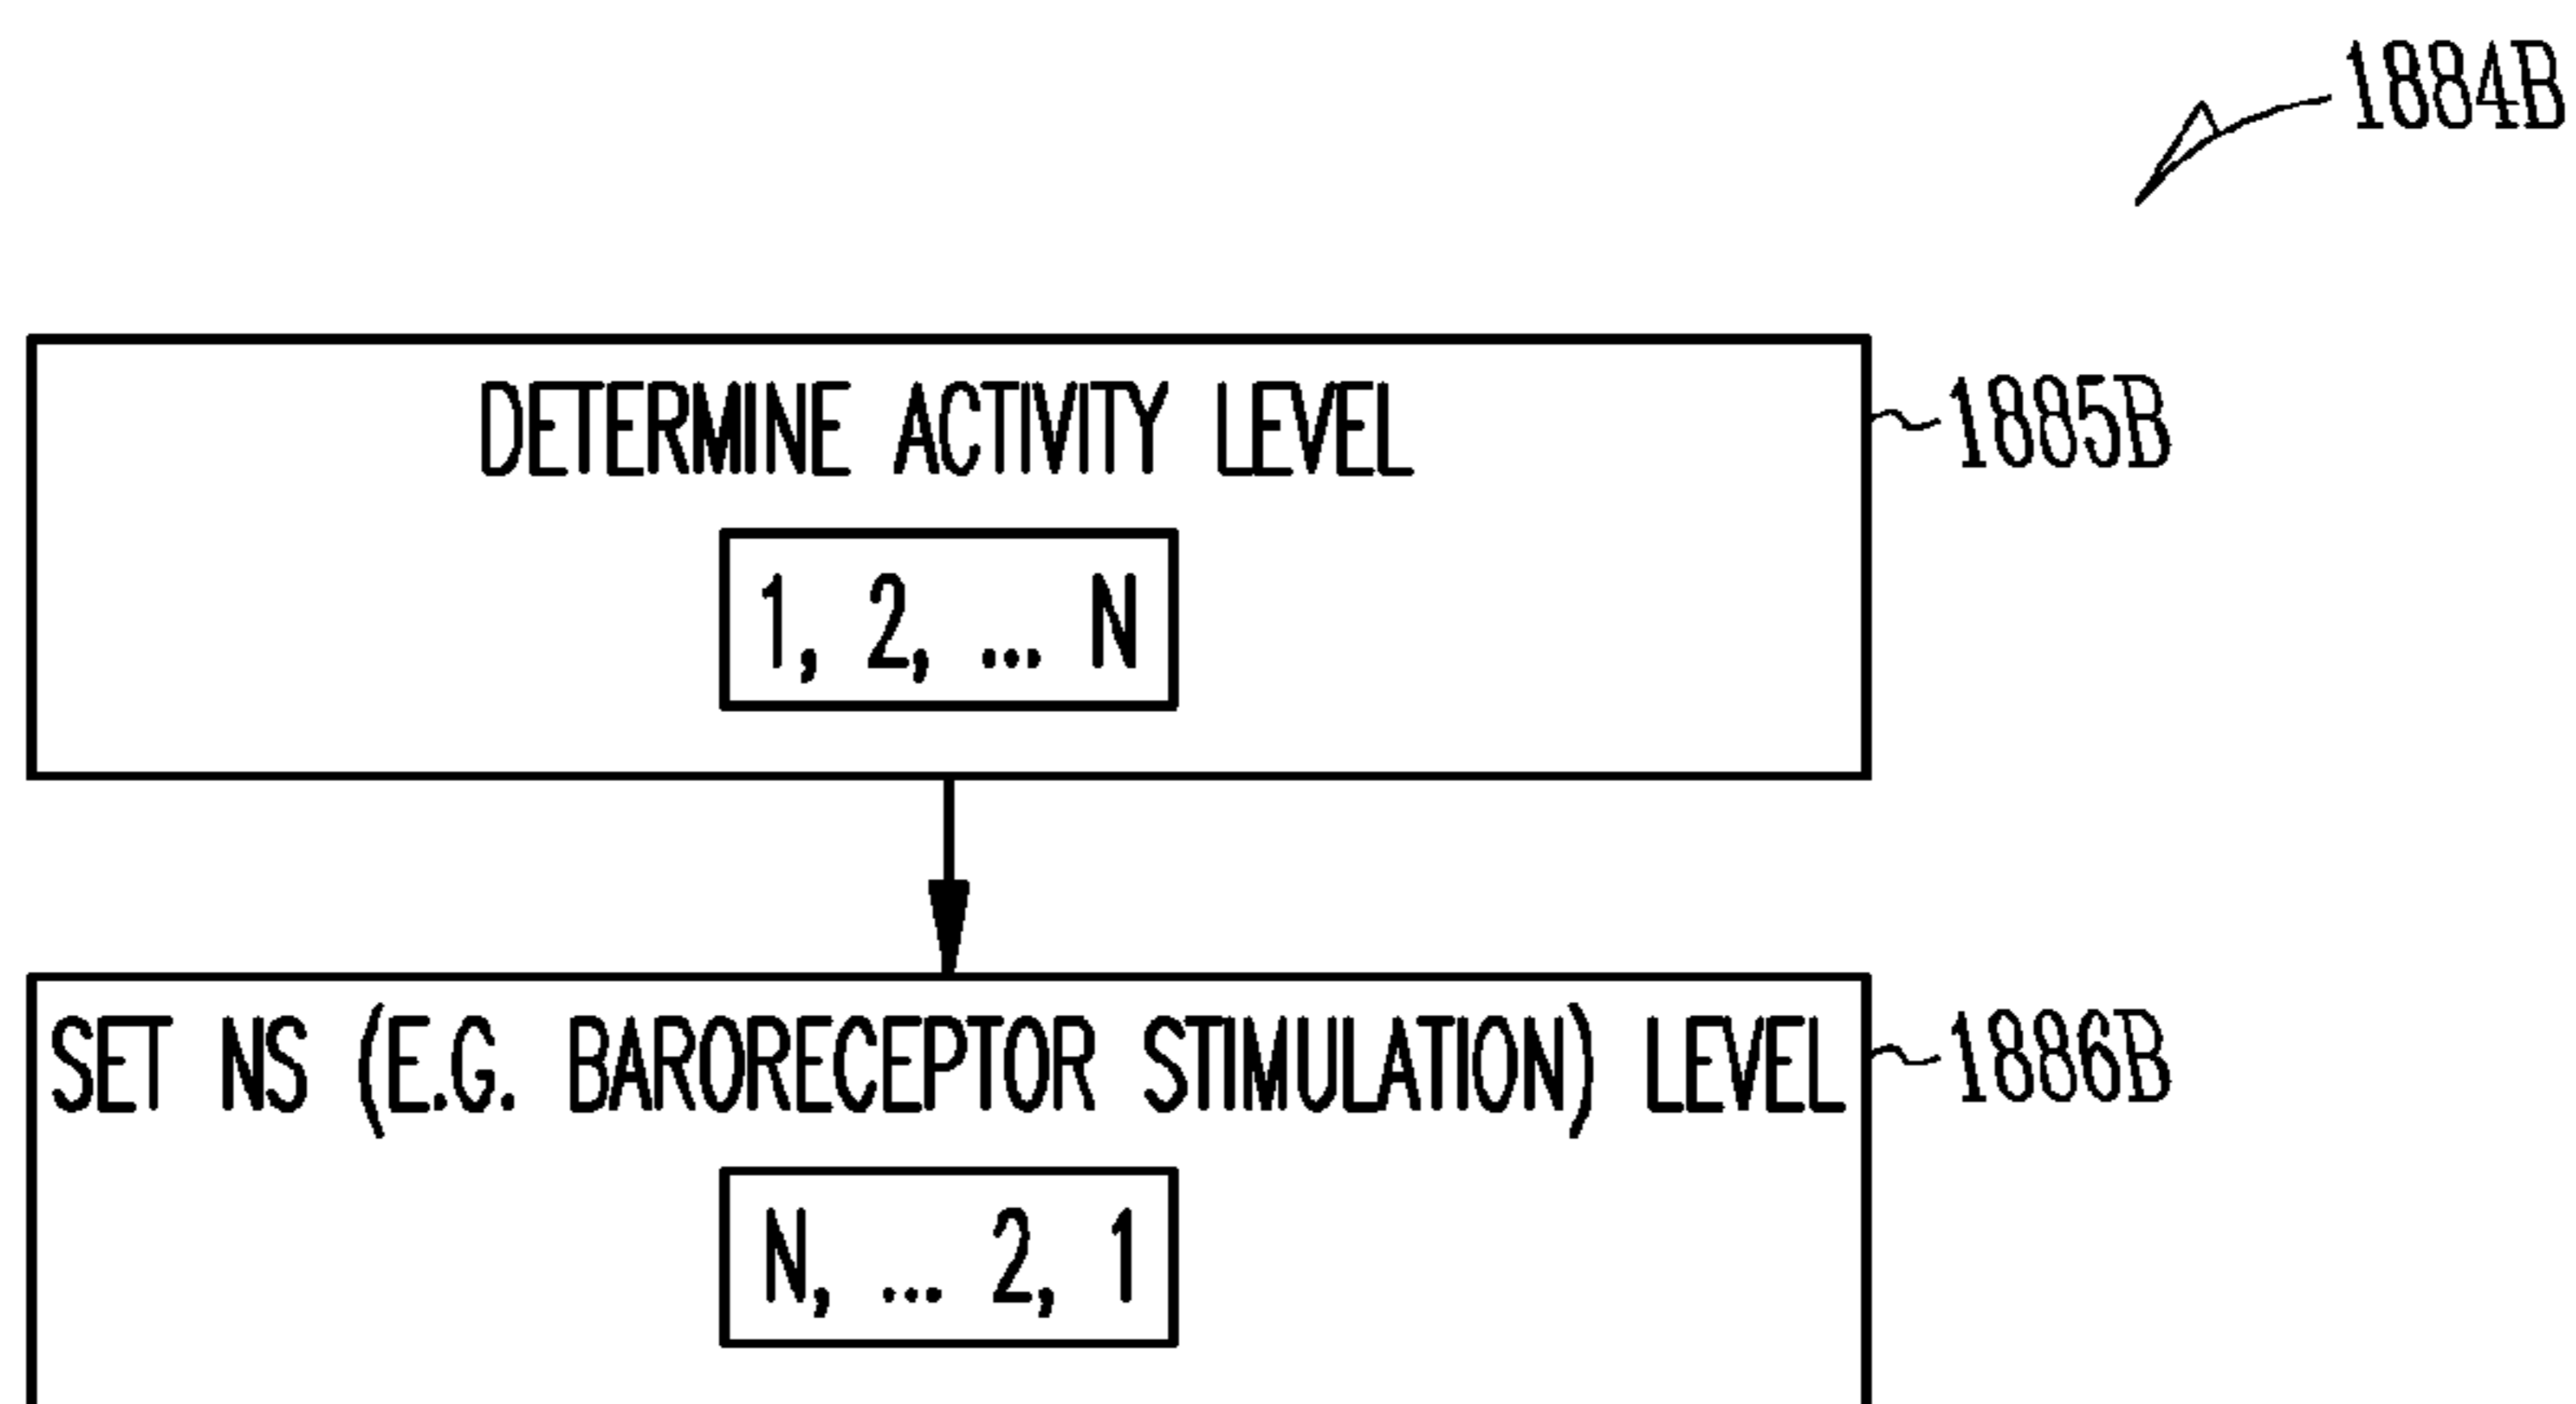 1884B
DETERMINE ACTIVITY LEVEL
1885B
1, 2, ... N
SET NS (E.G. BARORECEPTOR STIMULATION) LEVEL
1886B
N, ... 2, 1